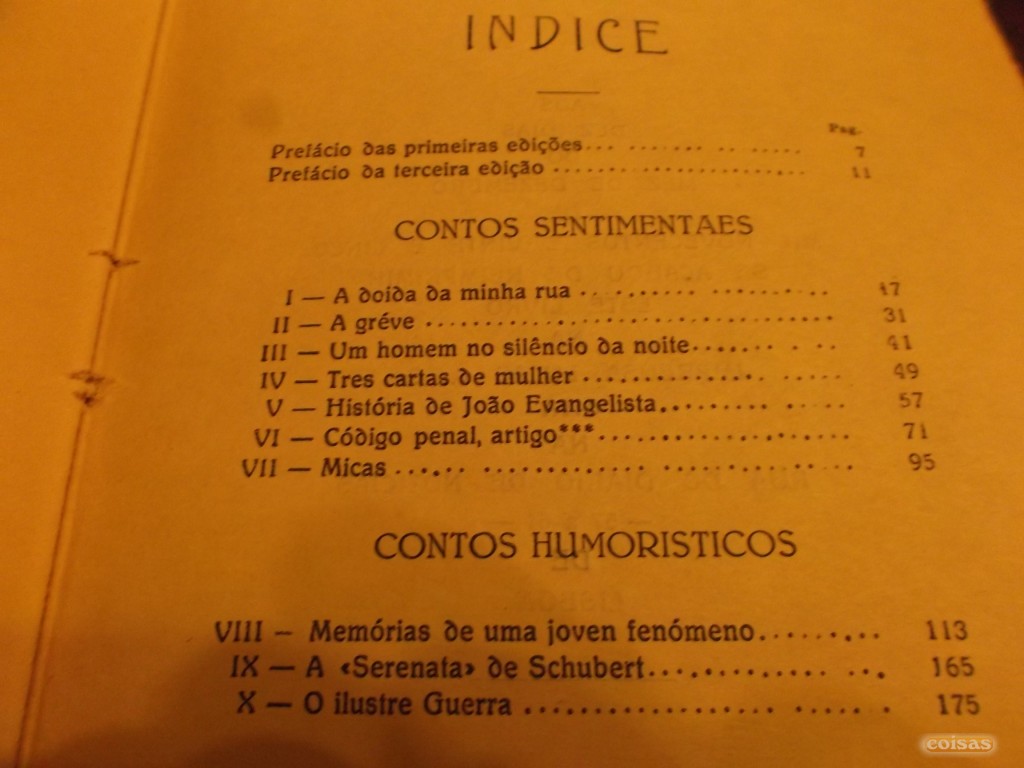 INDICE
Pag.
Prefácio das primeiras edições... ... .... .. ..... 7
Prefácio da terceira edição ........................ 11
CONTOS SENTIMENTAES
I — A doida da minha rua .......... ......... .. 17
II — A gréve ....................................... 31
III — Um homem no silêncio da noite....... . .. 41
IV — Tres cartas de mulher ............. ..... 49
V — História de João Evangelista......... ..... 57
VI — Código penal, artigo***.................... 71
VII — Micas ...... .............. .......... .. ... 95
CONTOS HUMORISTICOS
VIII — Memórias de uma joven fenómeno......... 113
IX — A «Serenata» de Schubert............. .. 165
X — O ilustre Guerra .................. ...... . 175
coisas